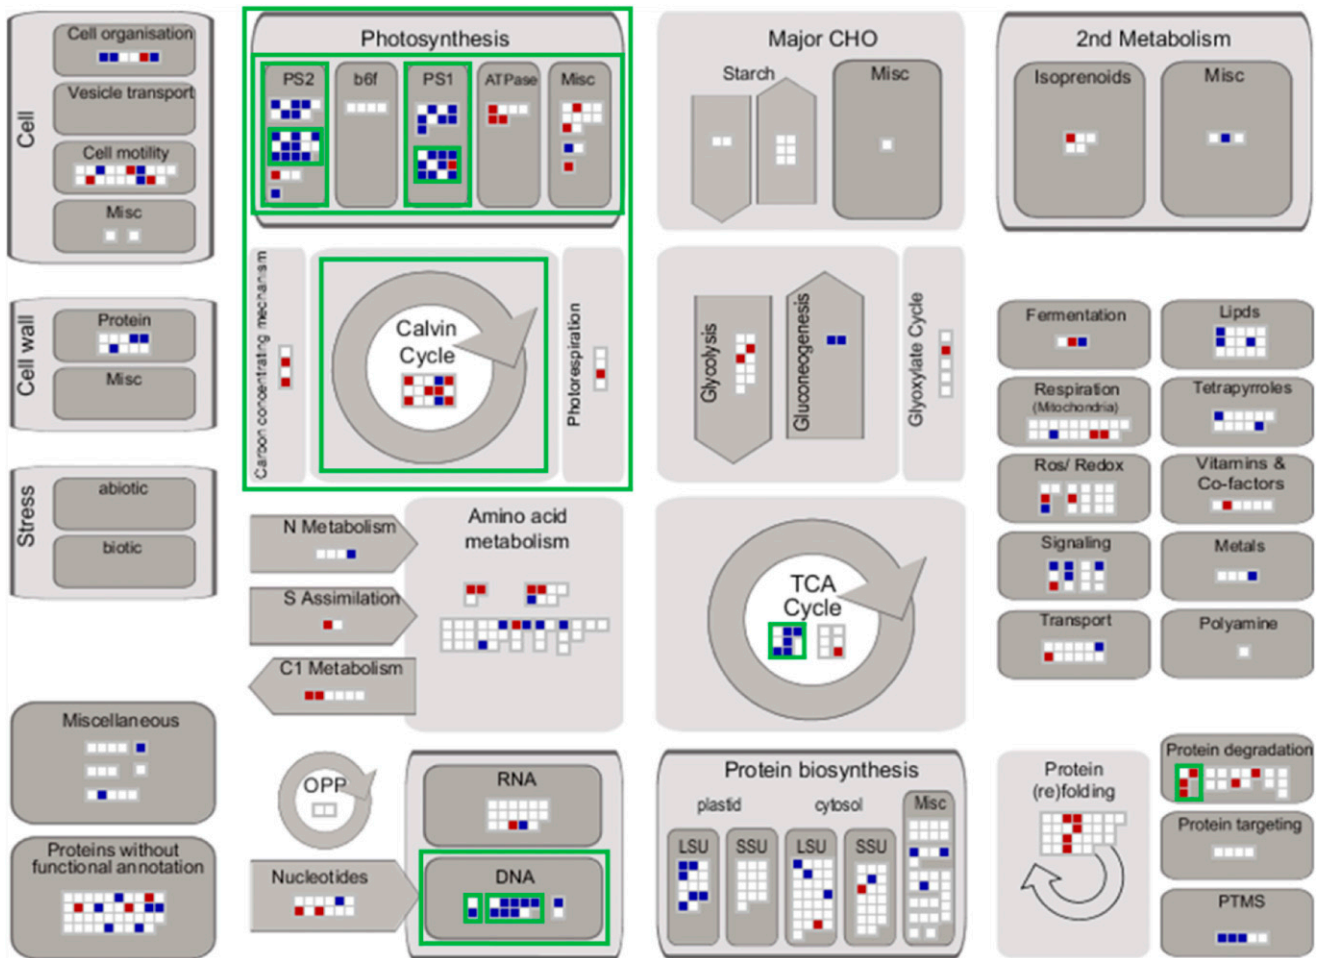 Cell
Cell organisation
Vesicle transport
Cell motility
Misc
Cell wall
Protein
Misc
Stress
abiotic
biotic
Miscellaneous
Proteins without
functional annotation
Photosynthesis
PS2
b6f
PS1
ATPase
Misc
Carbon concentrating mechanism
Calvin
Cycle
Photorespiration
N Metabolism
S Assimilation
C1 Metabolism
Amino acid
metabolism
OPP
Nucleotides
RNA
DNA
Major CHO
Starch
Misc
Glycolysis
Gluconeogenesis
Glyoxylate Cycle
TCA
Cycle
Protein biosynthesis
plastid
cytosol
LSU
SSU
LSU
SSU
Misc
2nd Metabolism
Isoprenoids
Misc
Fermentation
Lipds
Respiration
(Mitochondria)
Tetrapyrroles
Ros/ Redox
Vitamins &
Co-factors
Signaling
Metals
Transport
Polyamine
Protein
(re)folding
Protein degradation
Protein targeting
PTMS